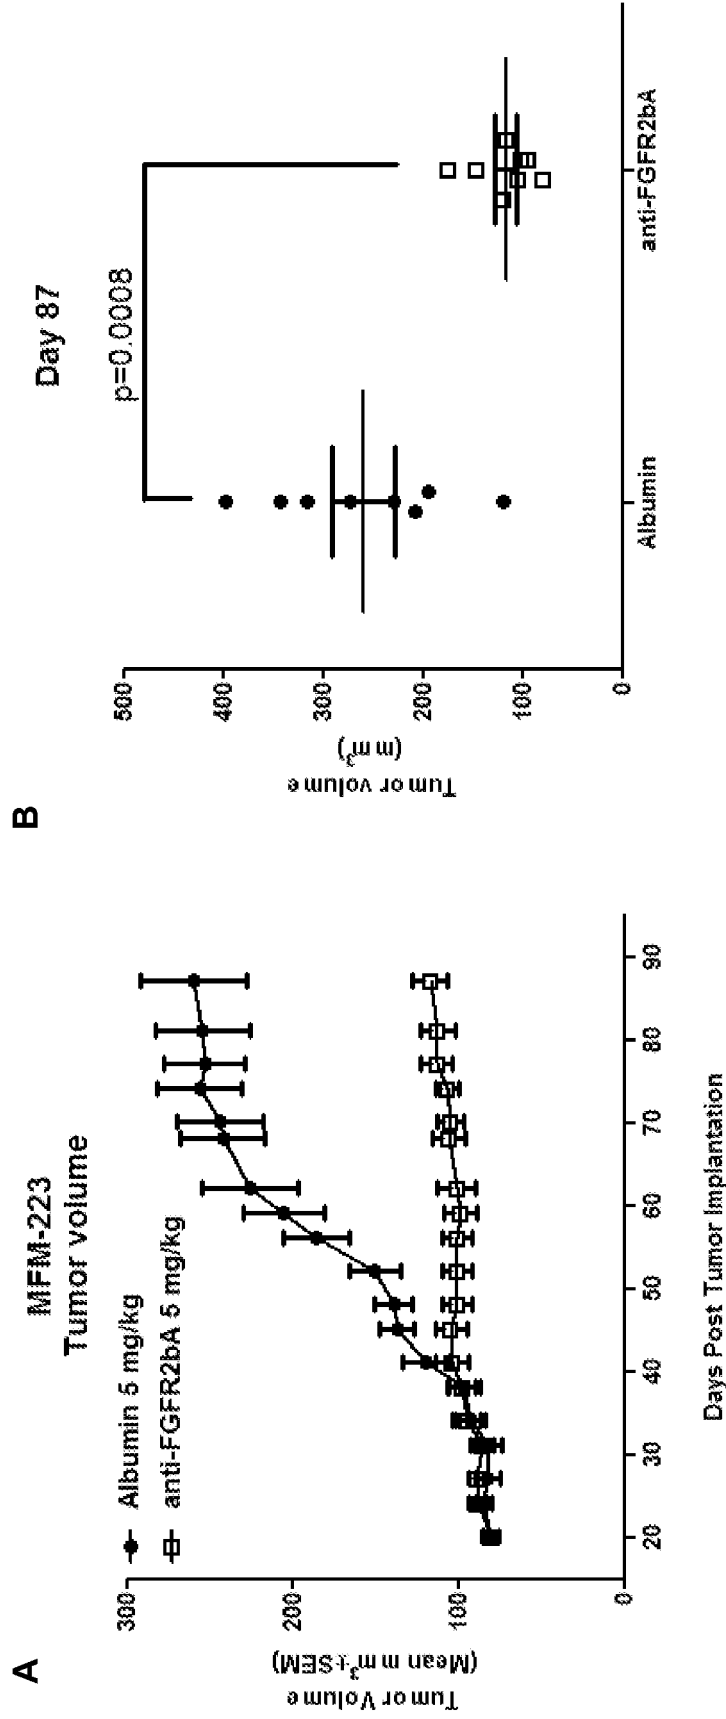 A
MFM-223
Tumor volume
Albumin 5 mg/kg
anti-FGFR2bA 5 mg/kg
Tumor Volume
(Mean mm³±SEM)
300
200
100
0
20 30 40 50 60 70 80 90
Days Post Tumor Implantation
B
Day 87
p=0.0008
Tumor volume
(mm³)
500
400
300
200
100
0
Albumin anti-FGFR2bA